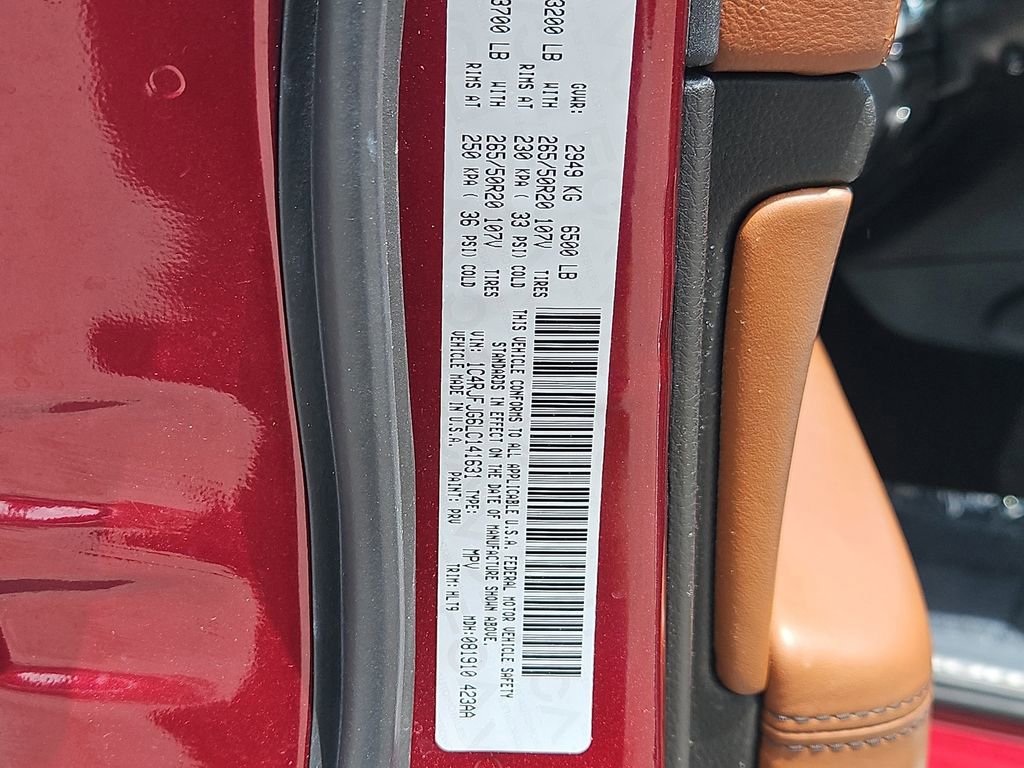 GVWR: 2949 KG 6500 LB
3200 LB WITH 265/50R20 107V TIRES
RIMS AT 230 KPA ( 33 PSI) COLD
3700 LB WITH 265/50R20 107V TIRES
RIMS AT 250 KPA ( 36 PSI) COLD
THIS VEHICLE CONFORMS TO ALL APPLICABLE U.S.A. FEDERAL MOTOR VEHICLE SAFETY
STANDARDS IN EFFECT ON THE DATE OF MANUFACTURE SHOWN ABOVE.
VIN: 1C4RJFJG6LC141631 TYPE: MPV MDH:081910 423AA
VEHICLE MADE IN U.S.A. PAINT: PRV TRIM:HLT9